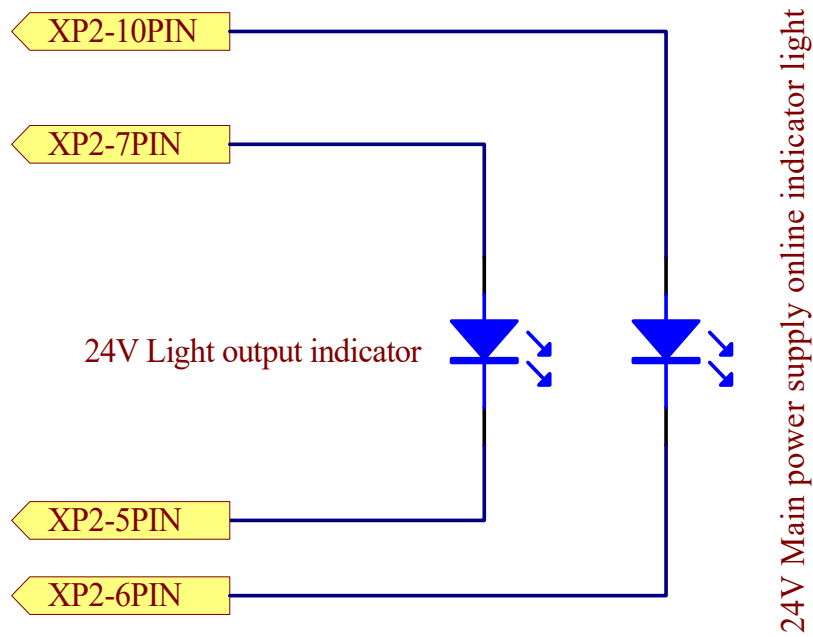 XP2-10PIN
XP2-7PIN
24V Light output indicator
XP2-5PIN
XP2-6PIN
24V Main power supply online indicator light